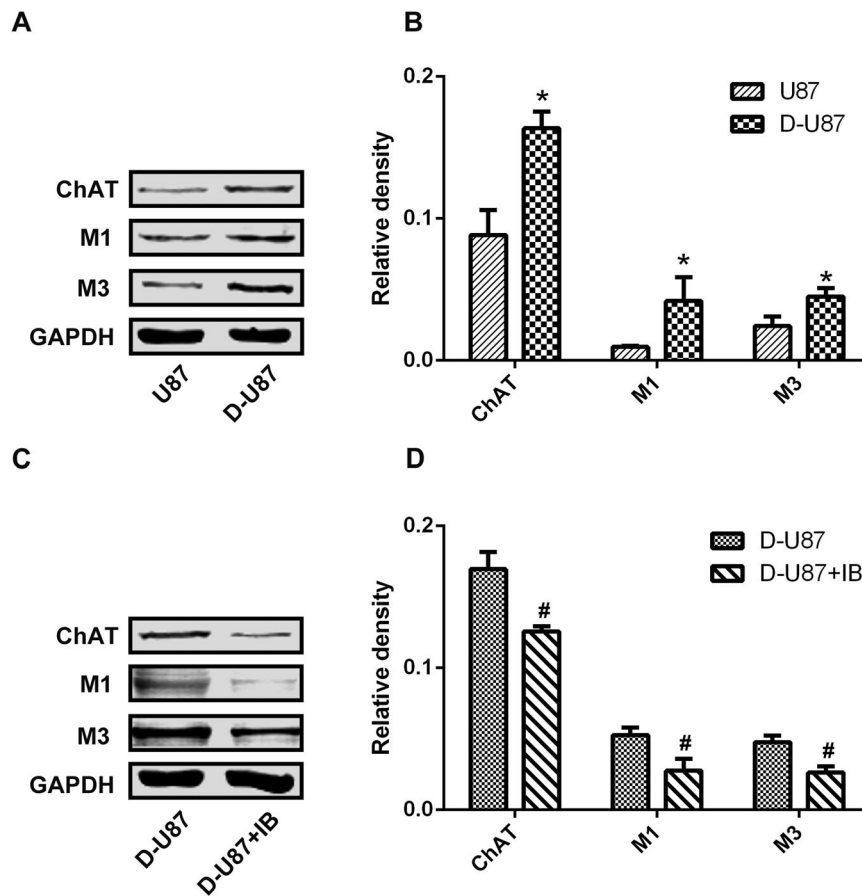 A
ChAT
M1
M3
GAPDH
U87
D-U87
B
Relative density
0.2
0.1
0.0
*
*
*
U87
D-U87
ChAT
M1
M3
C
ChAT
M1
M3
GAPDH
D-U87
D-U87+IB
D
Relative density
0.2
0.1
0.0
#
#
#
D-U87
D-U87+IB
ChAT
M1
M3